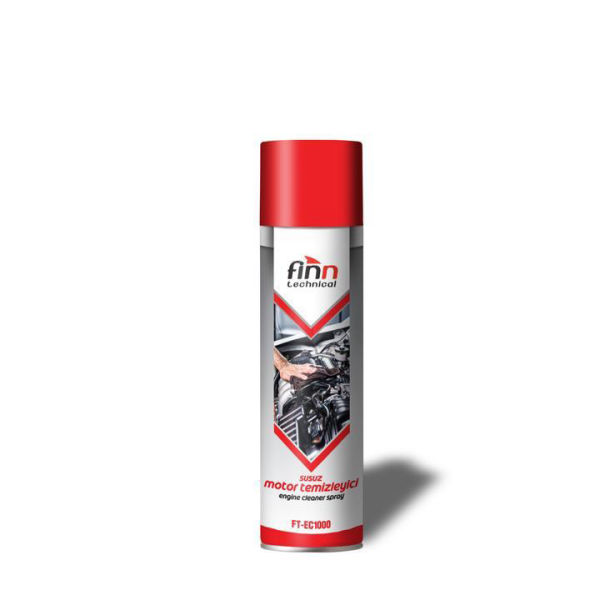 finn
technical
susuz
motor temizleyici
engine cleaner spray
FT-EC1000